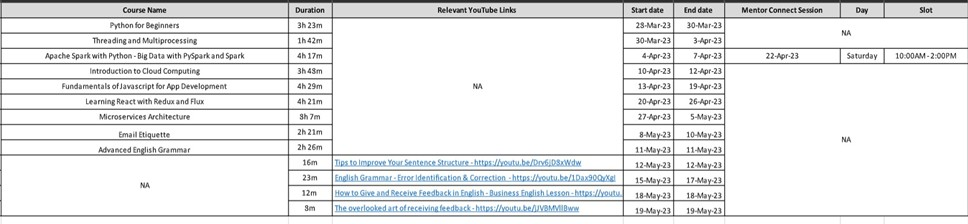 Course Name Duration Relevant YouTube Links Start date End date Mentor Connect Session Day Slot
Python for Beginners 3h 23m 28-Mar-23 30-Mar-23
Threading and Multiprocessing 1h 42m 30-Mar-23 3-Apr-23
NA
Apache Spark with Python - Big Data with PySpark and Spark 4h 17m 4-Apr-23 7-Apr-23 22-Apr-23 Saturday 10:00AM - 2:00PM
Introduction to Cloud Computing 3h 48m 10-Apr-23 12-Apr-23
Fundamentals of Javascript for App Development 4h 29m NA 13-Apr-23 19-Apr-23
Learning React with Redux and Flux 4h 21m 20-Apr-23 26-Apr-23
Microservices Architecture 8h 7m 27-Apr-23 5-May-23
Email Etiquette 2h 21m 8-May-23 10-May-23
NA
Advanced English Grammar 2h 26m 11-May-23 11-May-23
16m Tips to Improve Your Sentence Structure - https://youtu.be/Drv6jD8xWdw 12-May-23 12-May-23
23m English Grammar - Error Identification & Correction - https://youtu.be/1Dax90QyXgI 15-May-23 17-May-23
NA
12m How to Give and Receive Feedback in English - Business English Lesson - https://youtu. 18-May-23 18-May-23
8m The overlooked art of receiving feedback - https://youtu.be/jJVBMVllBww 19-May-23 19-May-23